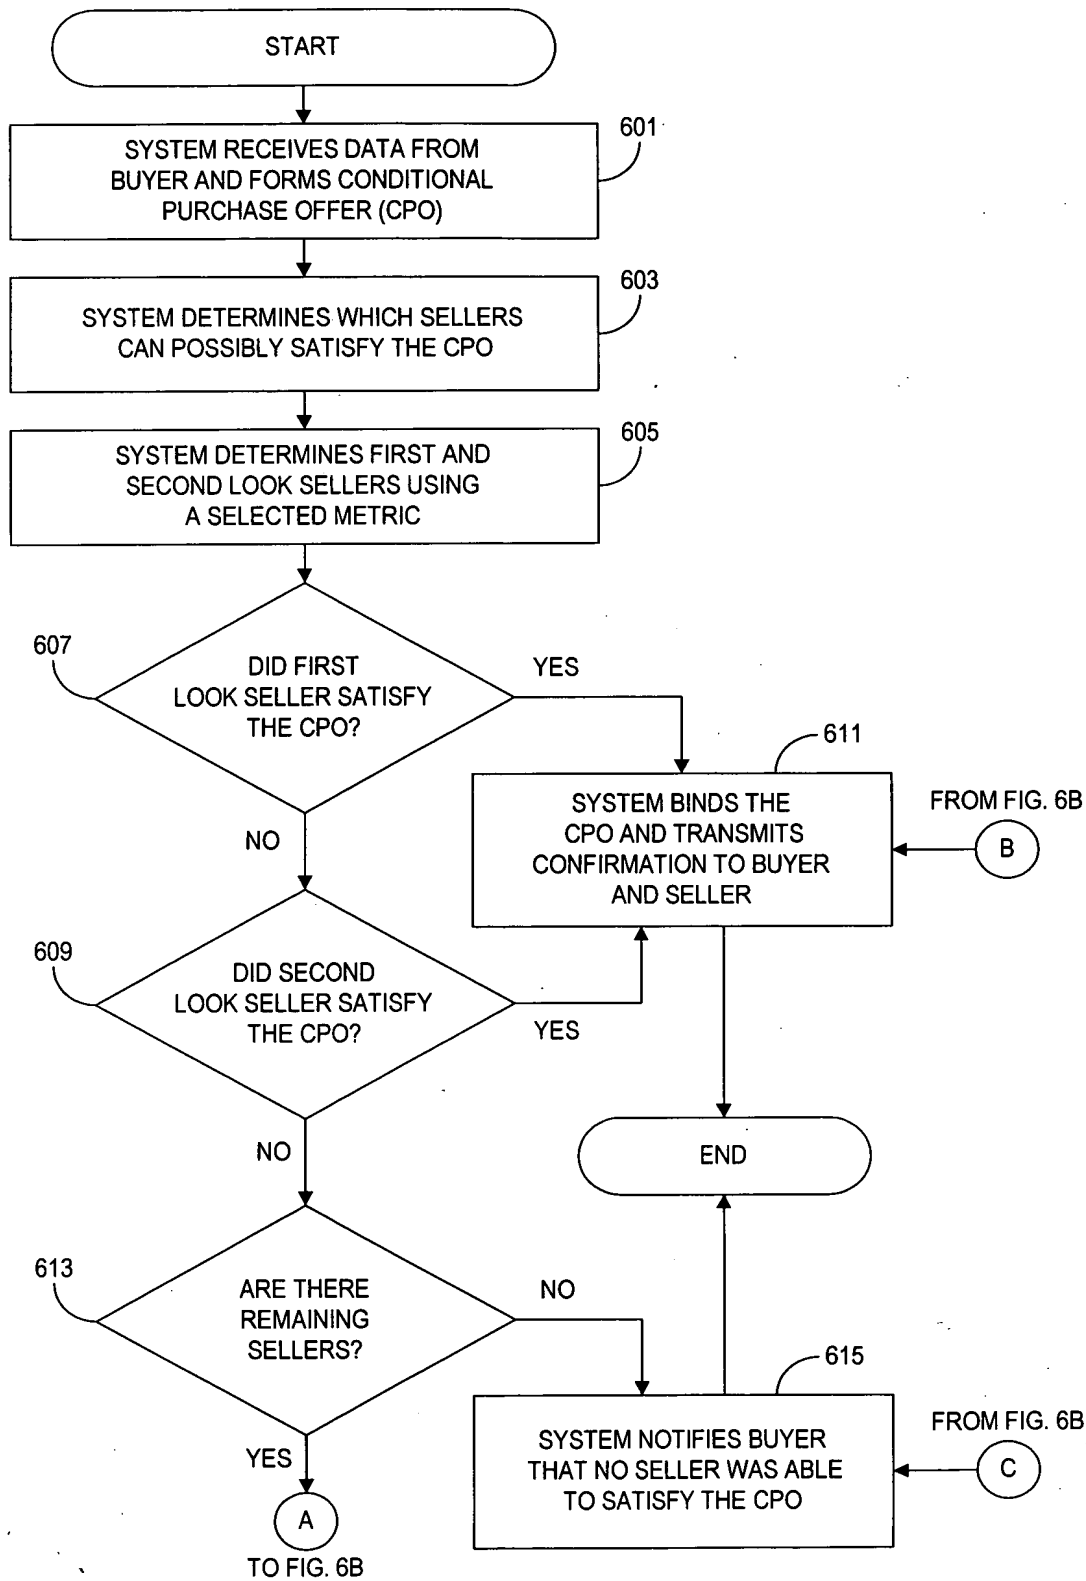 START
601
SYSTEM RECEIVES DATA FROM
BUYER AND FORMS CONDITIONAL
PURCHASE OFFER (CPO)
603
SYSTEM DETERMINES WHICH SELLERS
CAN POSSIBLY SATISFY THE CPO
605
SYSTEM DETERMINES FIRST AND
SECOND LOOK SELLERS USING
A SELECTED METRIC
607
DID FIRST
LOOK SELLER SATISFY
THE CPO?
YES
NO
611
SYSTEM BINDS THE
CPO AND TRANSMITS
CONFIRMATION TO BUYER
AND SELLER
FROM FIG. 6B
B
609
DID SECOND
LOOK SELLER SATISFY
THE CPO?
YES
NO
END
613
ARE THERE
REMAINING
SELLERS?
NO
YES
615
SYSTEM NOTIFIES BUYER
THAT NO SELLER WAS ABLE
TO SATISFY THE CPO
FROM FIG. 6B
C
A
TO FIG. 6B